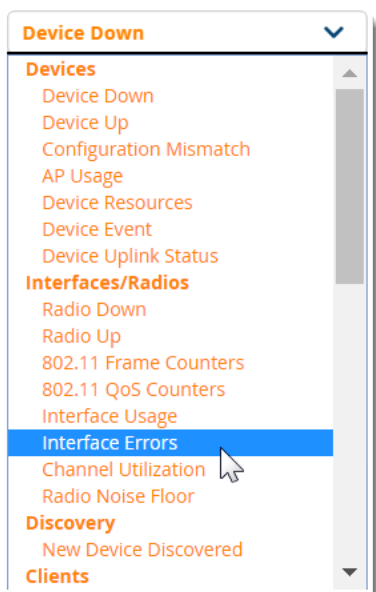 Device Down
Devices
Device Down
Device Up
Configuration Mismatch
AP Usage
Device Resources
Device Event
Device Uplink Status
Interfaces/Radios
Radio Down
Radio Up
802.11 Frame Counters
802.11 QoS Counters
Interface Usage
Interface Errors
Channel Utilization
Radio Noise Floor
Discovery
New Device Discovered
Clients